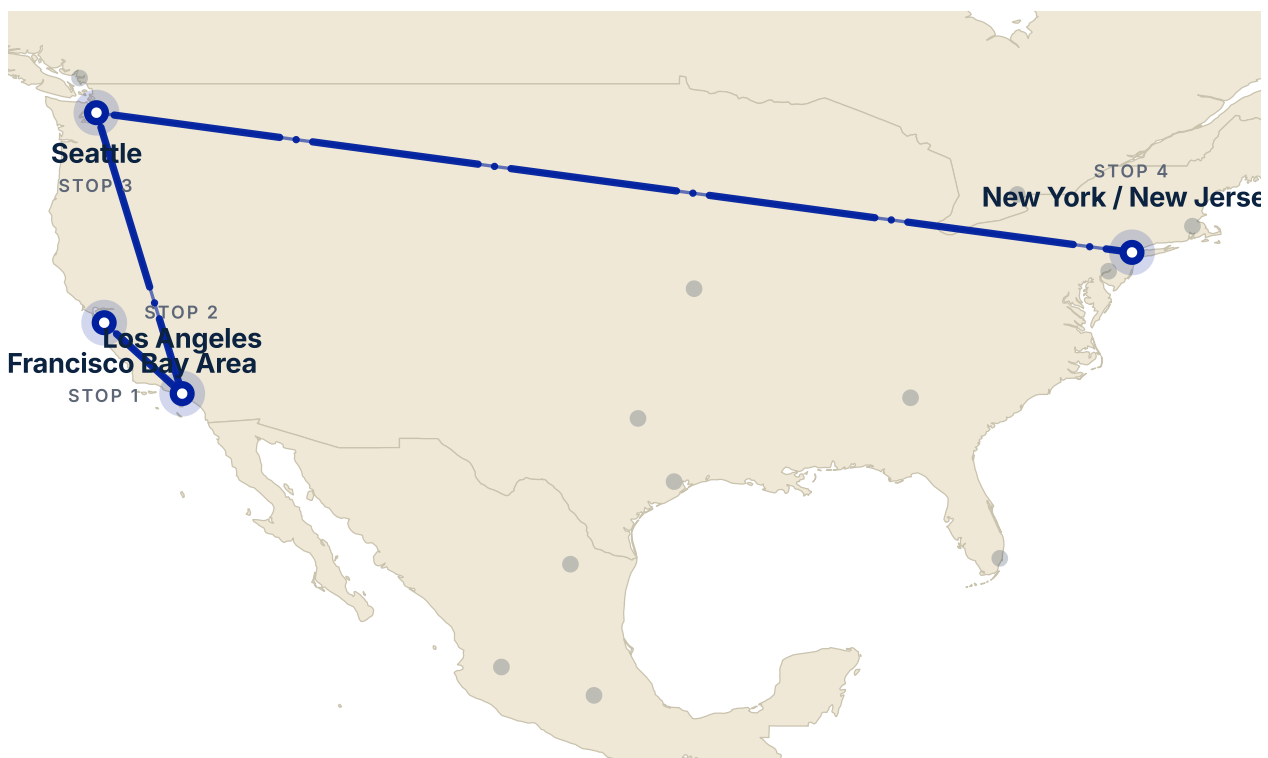 Seattle
STOP 3
STOP 4
New York / New Jerse
STOP 2
Los Angeles
Francisco Bay Area
STOP 1